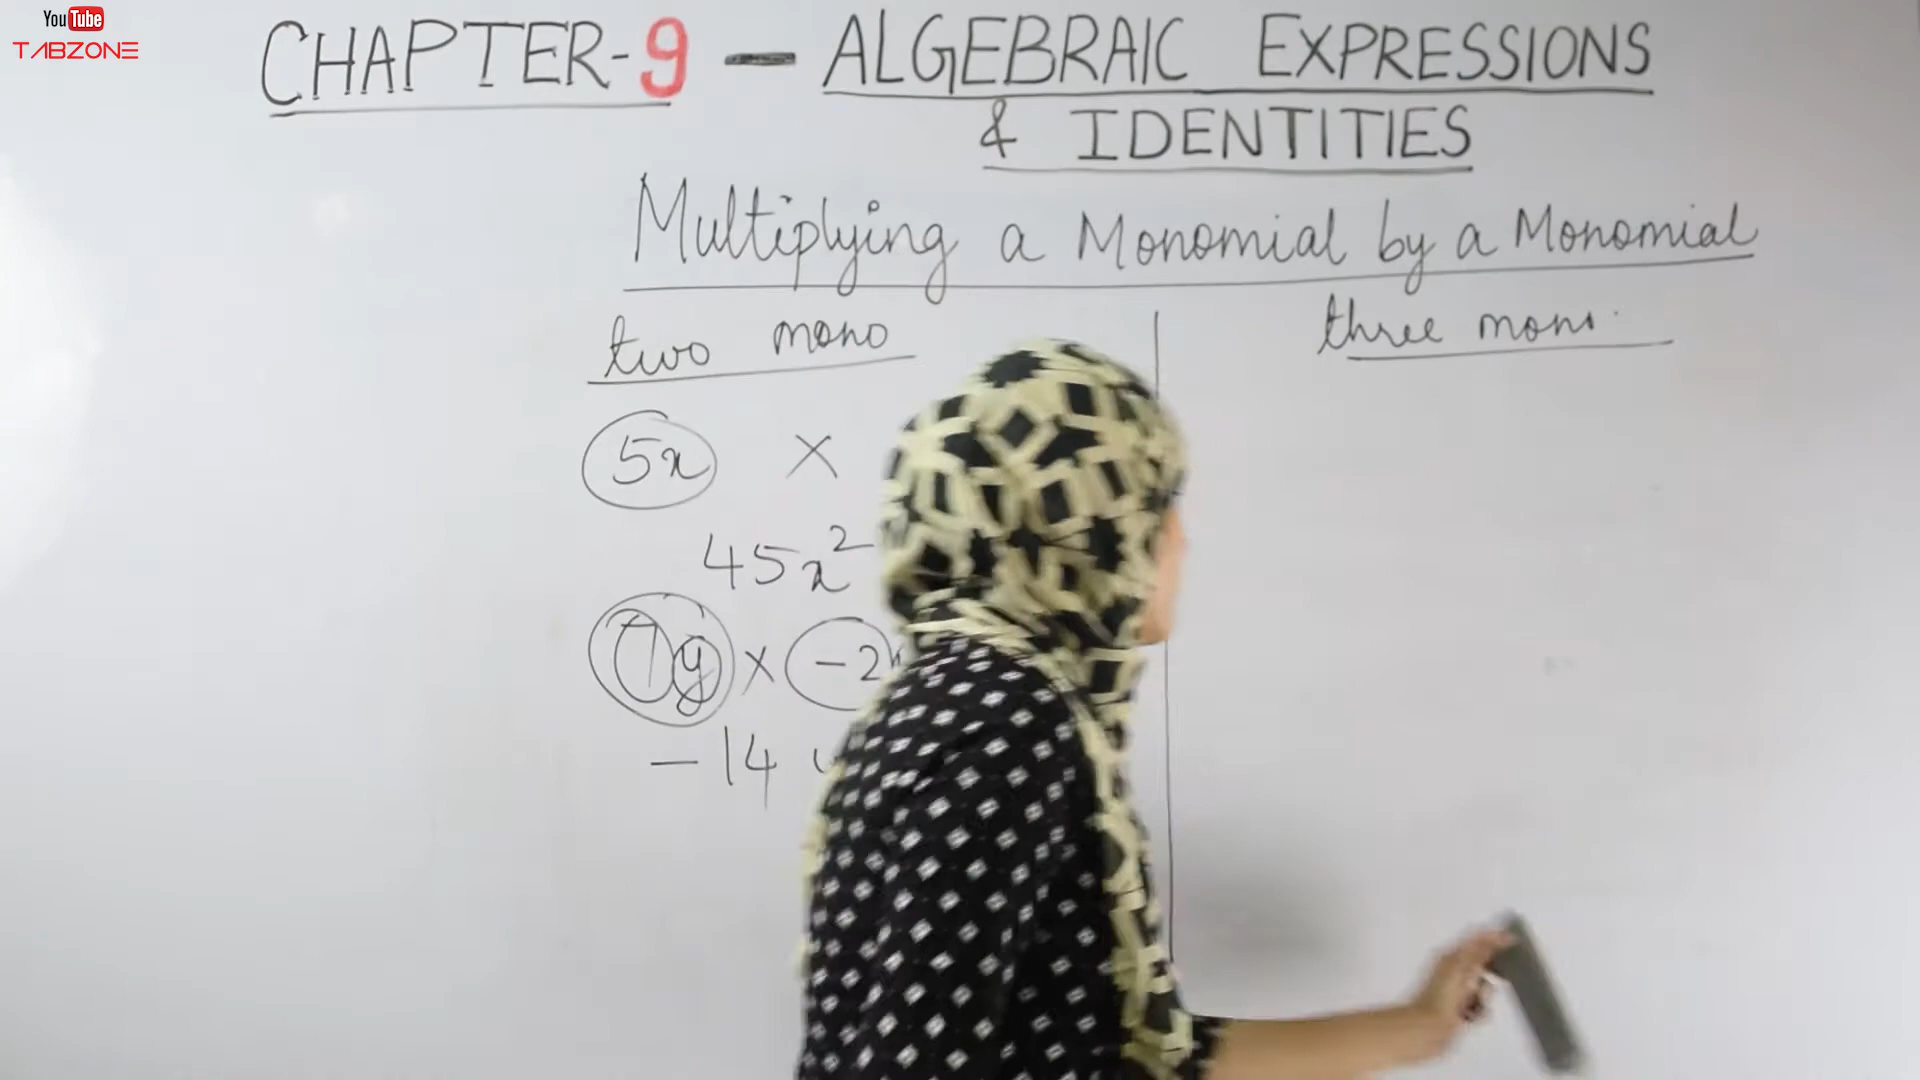 YouTube
TABZONE
CHAPTER-9 — ALGEBRAIC EXPRESSIONS
& IDENTITIES
Multiplying a Monomial by a Monomial
two mono
three mono.
5x ×
45x²
7y × -2
-14